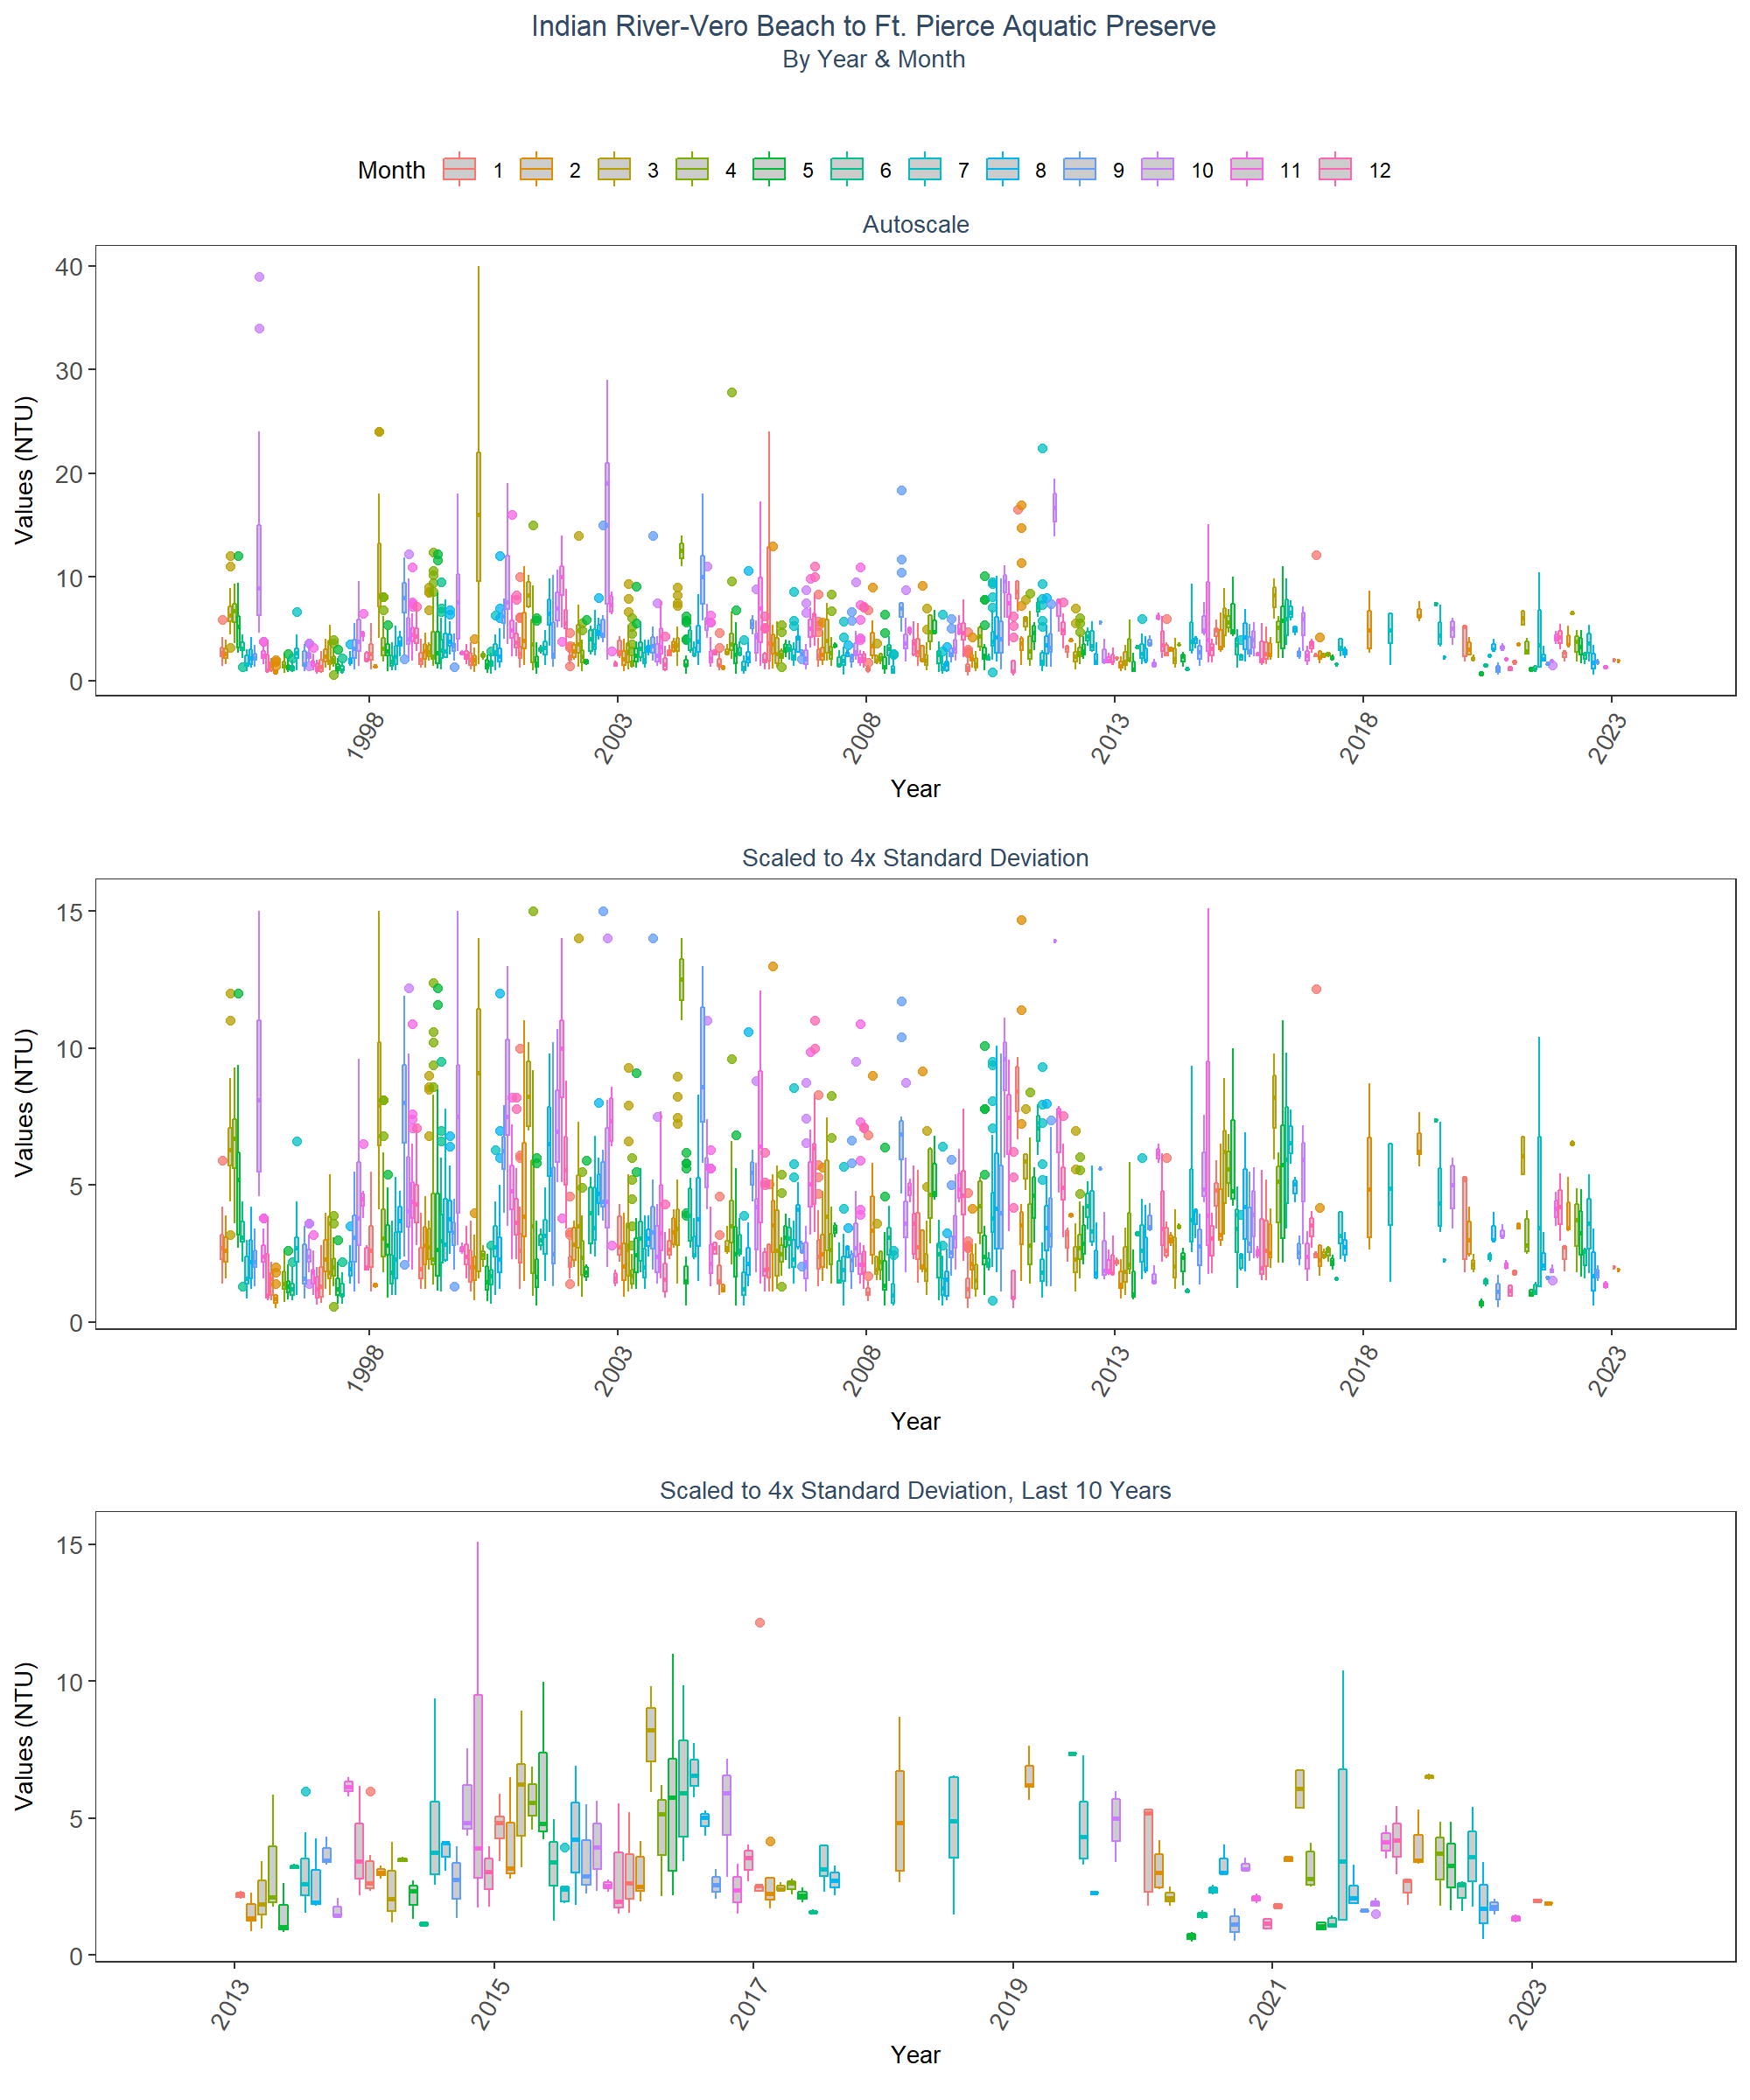 Indian River-Vero Beach to Ft. Pierce Aquatic Preserve
By Year & Month
Month 1 2 3 4 5 6 7 8 9 10 11 12
Autoscale
Values (NTU)
40
30
20
10
0
1998 2003 2008 2013 2018 2023
Year
Scaled to 4x Standard Deviation
Values (NTU)
15
10
5
0
1998 2003 2008 2013 2018 2023
Year
Scaled to 4x Standard Deviation, Last 10 Years
Values (NTU)
15
10
5
0
2013 2015 2017 2019 2021 2023
Year